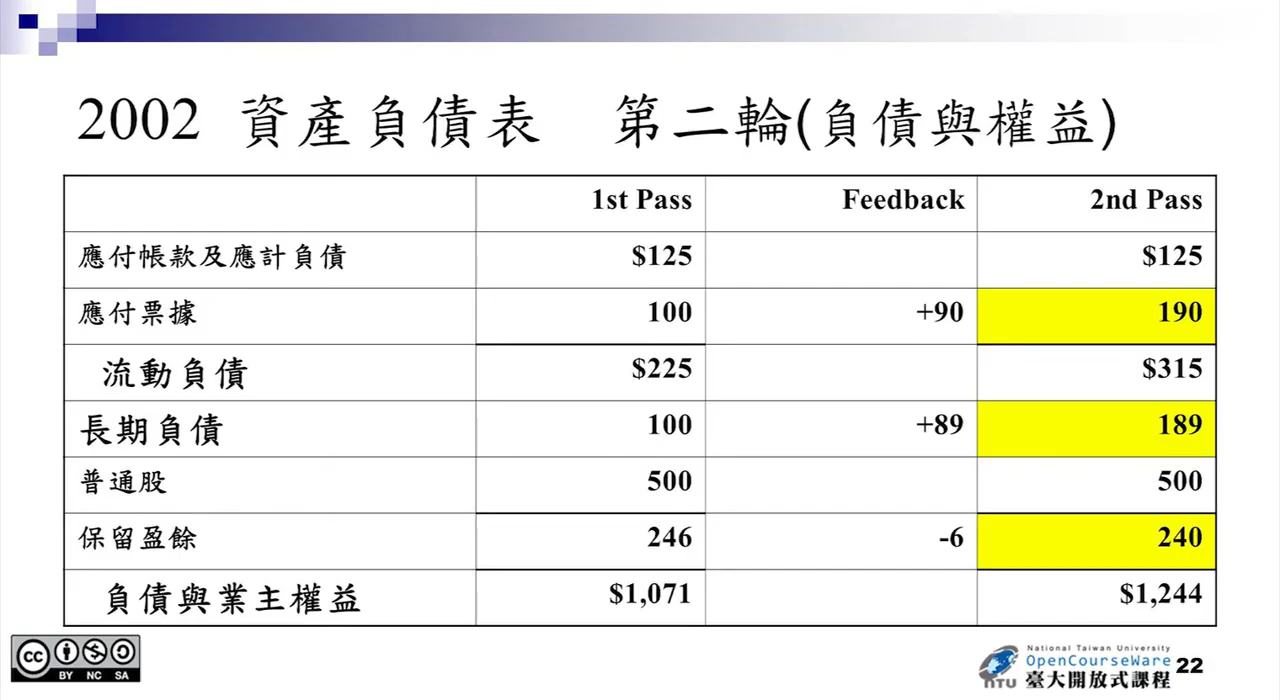 2002 資產負債表 第二輪(負債與權益)
1st Pass Feedback 2nd Pass
應付帳款及應計負債 $125 $125
應付票據 100 +90 190
流動負債 $225 $315
長期負債 100 +89 189
普通股 500 500
保留盈餘 246 -6 240
負債與業主權益 $1,071 $1,244
cc BY NC SA
National Taiwan University
OpenCourseWare
NTU 臺大開放式課程
22